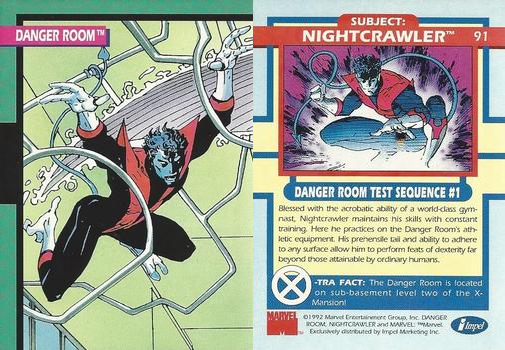 DANGER ROOM™
SUBJECT:
NIGHTCRAWLER™
91
DANGER ROOM TEST SEQUENCE #1
Blessed with the acrobatic ability of a world-class gym-
nast, Nightcrawler maintains his skills with constant
training. Here he practices on the Danger Room's ath-
letic equipment. His prehensile tail and ability to adhere
to any surface allow him to perform feats of dexterity far
beyond those attainable by ordinary humans.
X
-TRA FACT: The Danger Room is located
on sub-basement level two of the X-
Mansion!
MARVEL
©1992 Marvel Entertainment Group, Inc. DANGER
ROOM, NIGHTCRAWLER and MARVEL: ™Marvel.
Exclusively distributed by Impel Marketing Inc.
Impel